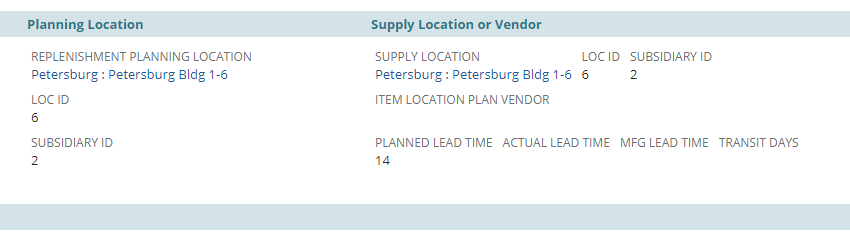 Planning Location
Supply Location or Vendor
REPLENISHMENT PLANNING LOCATION
Petersburg : Petersburg Bldg 1-6
LOC ID
6
SUBSIDIARY ID
2
SUPPLY LOCATION LOC ID SUBSIDIARY ID
Petersburg : Petersburg Bldg 1-6 6 2
ITEM LOCATION PLAN VENDOR
PLANNED LEAD TIME ACTUAL LEAD TIME MFG LEAD TIME TRANSIT DAYS
14